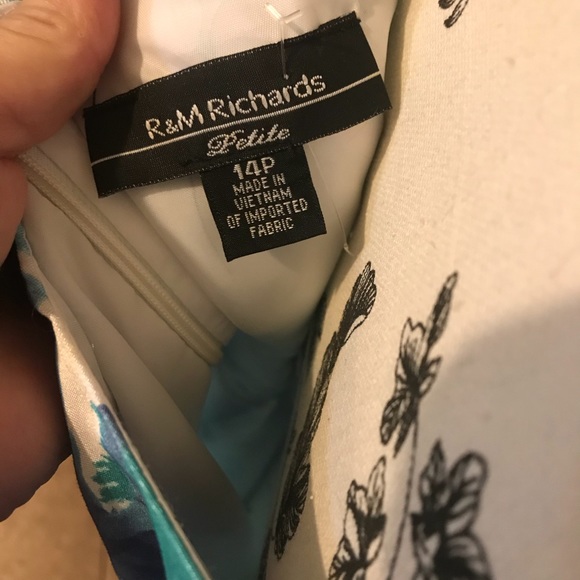 R&M Richards
Petite
14P
MADE IN
VIETNAM
OF IMPORTED
FABRIC